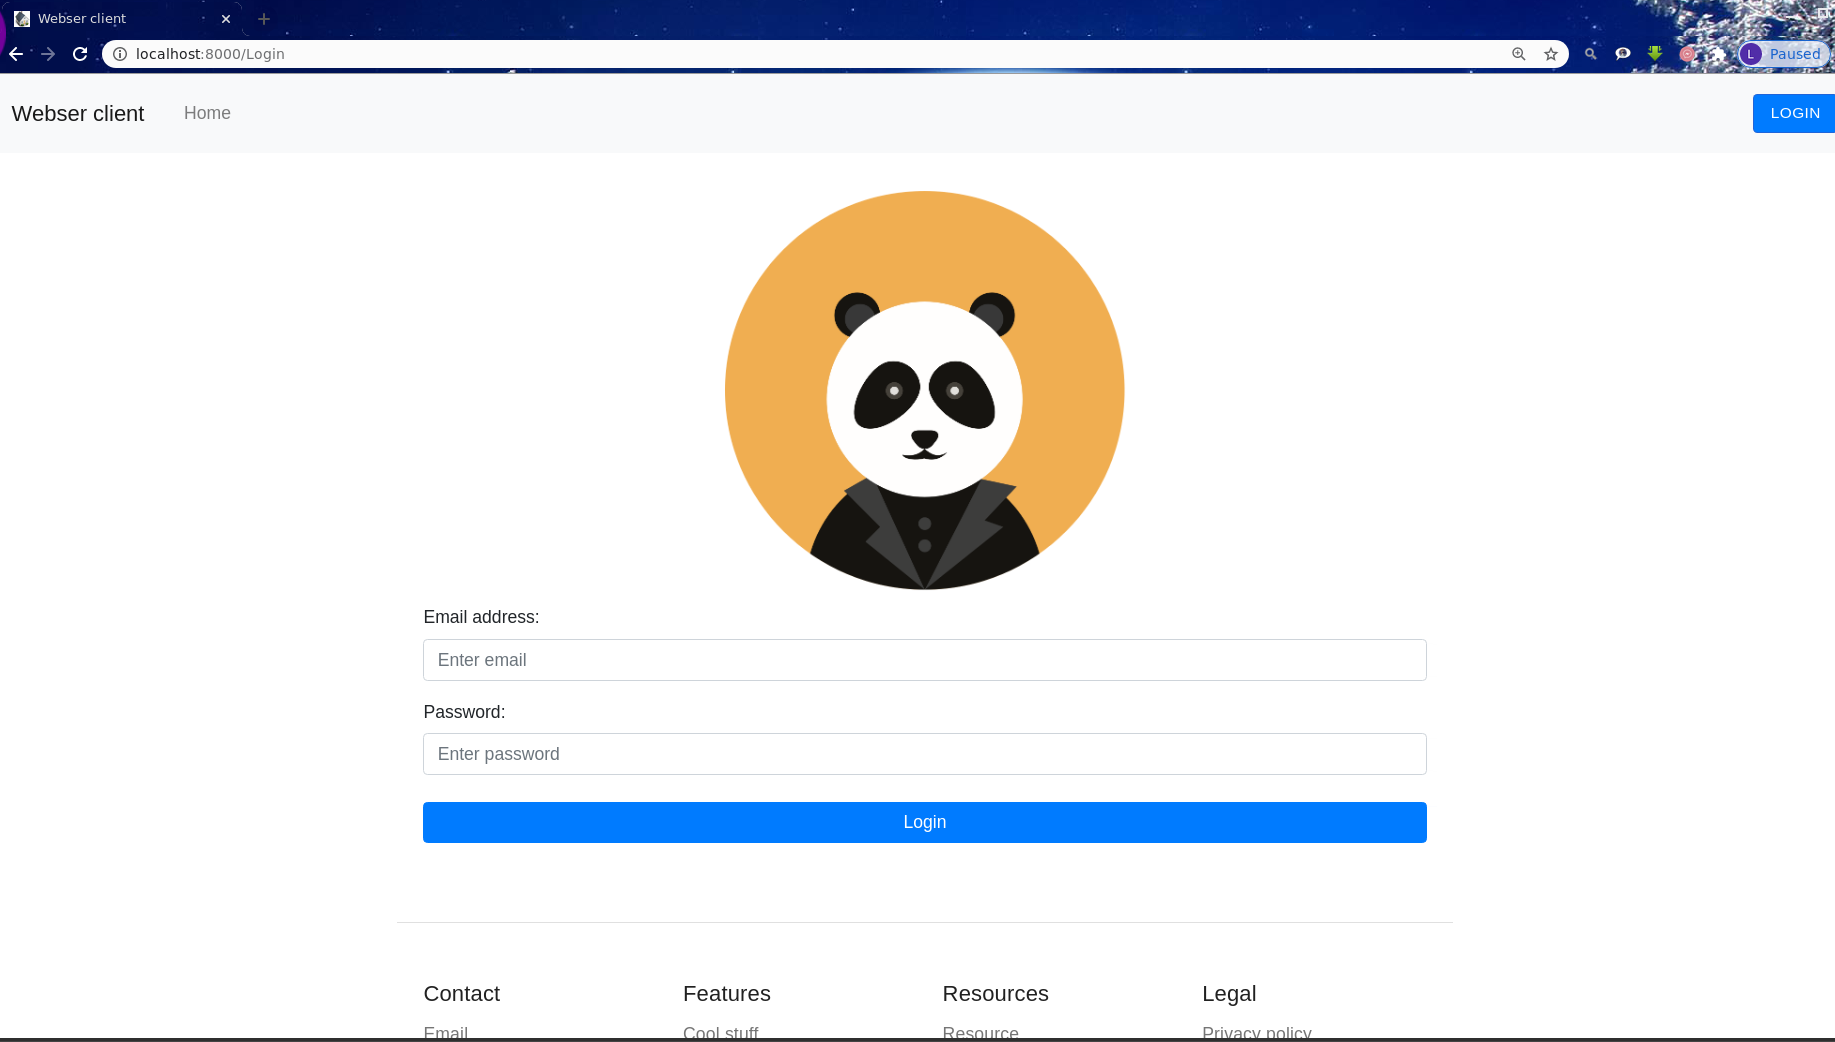 Webser client
localhost:8000/Login
L Paused
Webser client Home LOGIN
Email address:
Enter email
Password:
Enter password
Login
Contact Features Resources Legal
Email Cool stuff Resource Privacy policy